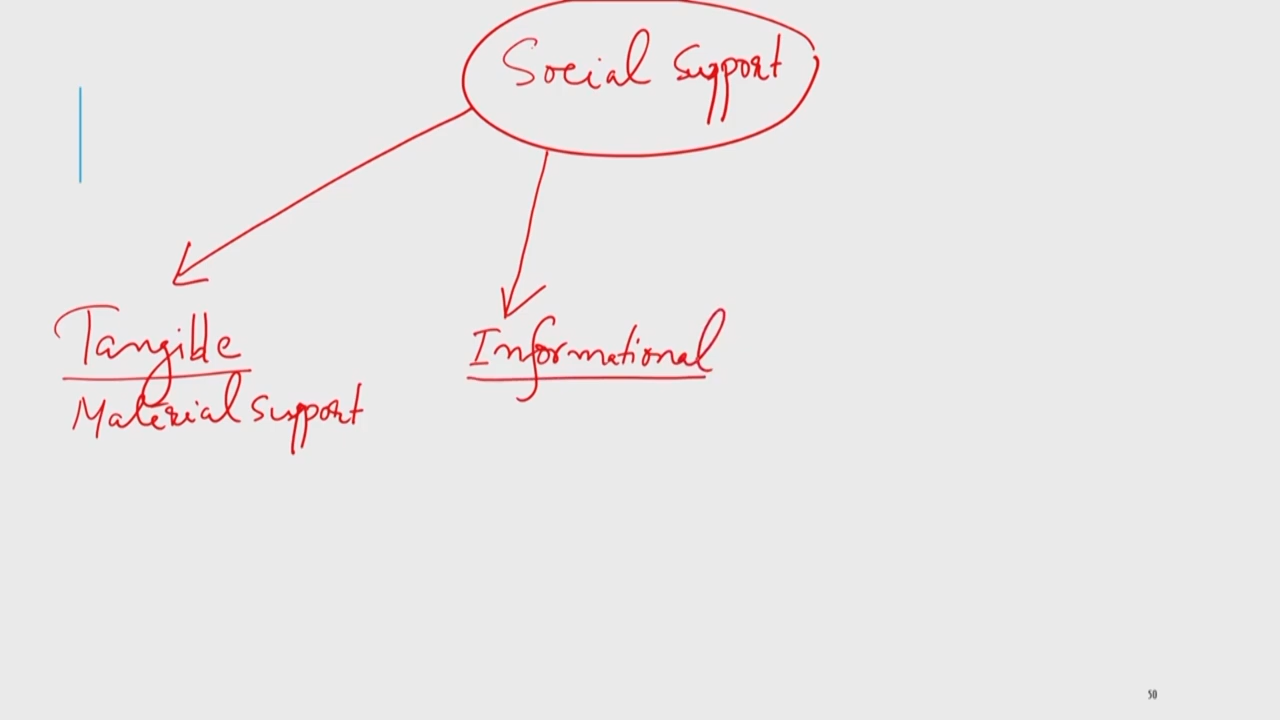 Social Support
Tangible
Material Support
Informational
50